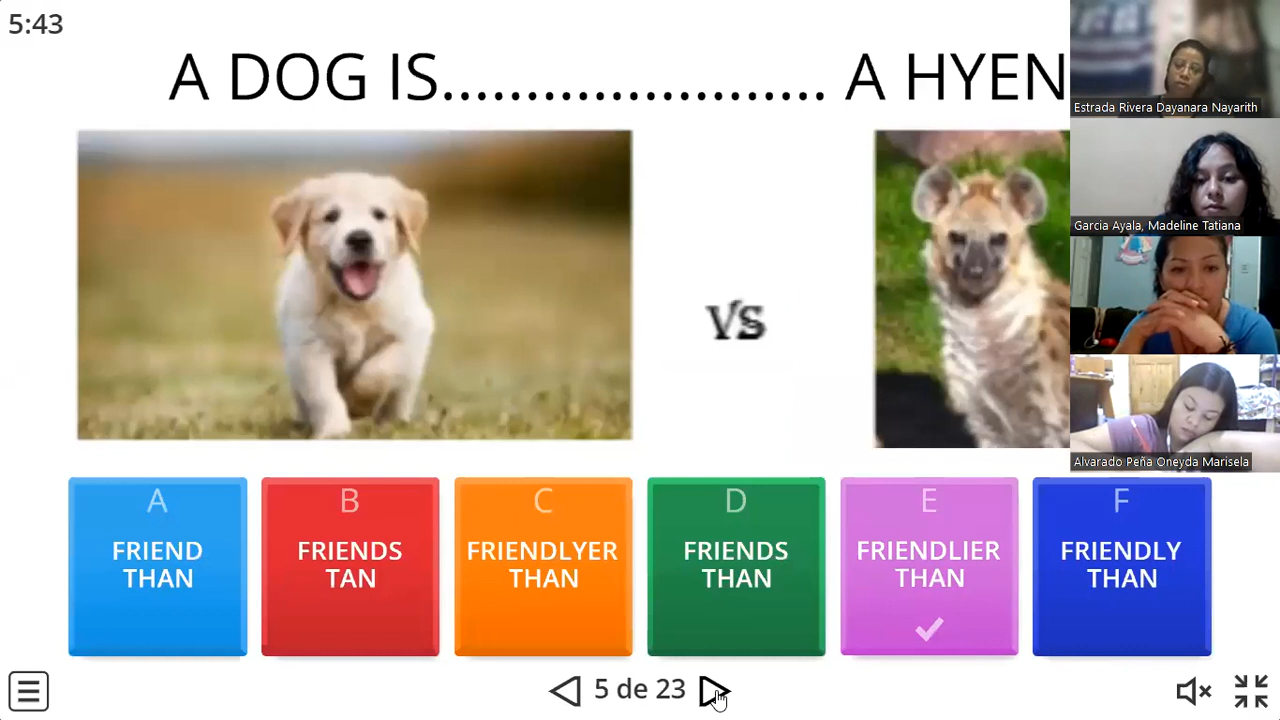 5:43
A DOG IS....................... A HYEN
VS
A
FRIEND
THAN
B
FRIENDS
TAN
C
FRIENDLYER
THAN
D
FRIENDS
THAN
E
FRIENDLIER
THAN
F
FRIENDLY
THAN
5 de 23
Estrada Rivera Dayanara Nayarith
Garcia Ayala, Madeline Tatiana
Alvarado Peña Oneyda Marisela